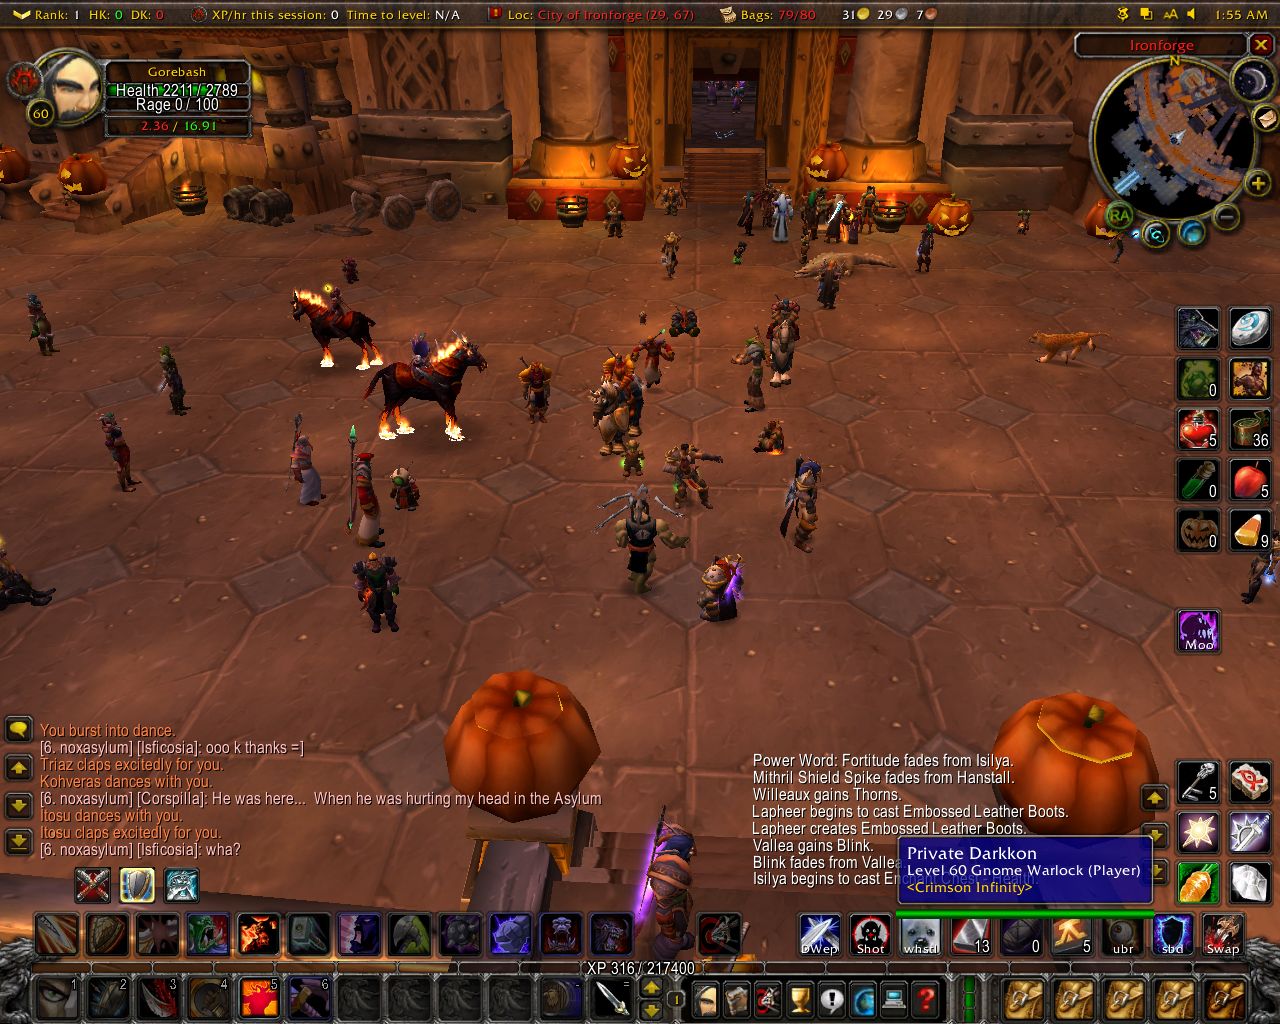 Rank: 1 HK: 0 DK: 0 XP/hr this session: 0 Time to level: N/A Loc: City of Ironforge (29, 67) Bags: 79/80 31 29 7 AA 1:55 AM
Ironforge
N
Gorebash
Health 2211 / 2789
Rage 0 / 100
60
2.36 / 16.91
RA
0
5 36
0 5
0 9
Moo
You burst into dance.
[6. noxasylum] [Isficosia]: ooo k thanks =]
Triaz claps excitedly for you.
Kohveras dances with you.
[6. noxasylum] [Corspilla]: He was here... When he was hurting my head in the Asylum
Itosu dances with you.
Itosu claps excitedly for you.
[6. noxasylum] [Isficosia]: wha?
Power Word: Fortitude fades from Isilya.
Mithril Shield Spike fades from Hanstall.
Willeaux gains Thorns.
Lapheer begins to cast Embossed Leather Boots.
Lapheer creates Embossed Leather Boots.
Vallea gains Blink.
Blink fades from Vallea
Isilya begins to cast Enchant Chest - Health.
5
Private Darkkon
Level 60 Gnome Warlock (Player)
<Crimson Infinity>
DWep Shot whstl 13 0 5 ubr sbd Swap
XP 316 / 217400
1 2 3 4 5 6 - = 1